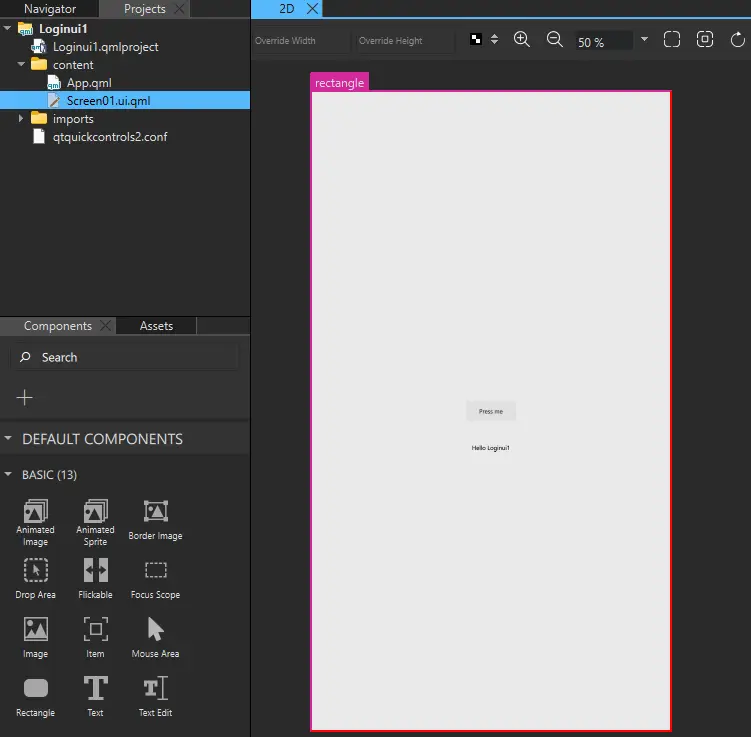 Navigator
Projects
Loginui1
Loginui1.qmlproject
content
App.qml
Screen01.ui.qml
imports
qtquickcontrols2.conf
Components
Assets
Search
DEFAULT COMPONENTS
BASIC (13)
Animated Image
Animated Sprite
Border Image
Drop Area
Flickable
Focus Scope
Image
Item
Mouse Area
Rectangle
Text
Text Edit
2D
Override Width
Override Height
50 %
rectangle
Press me
Hello Loginui1